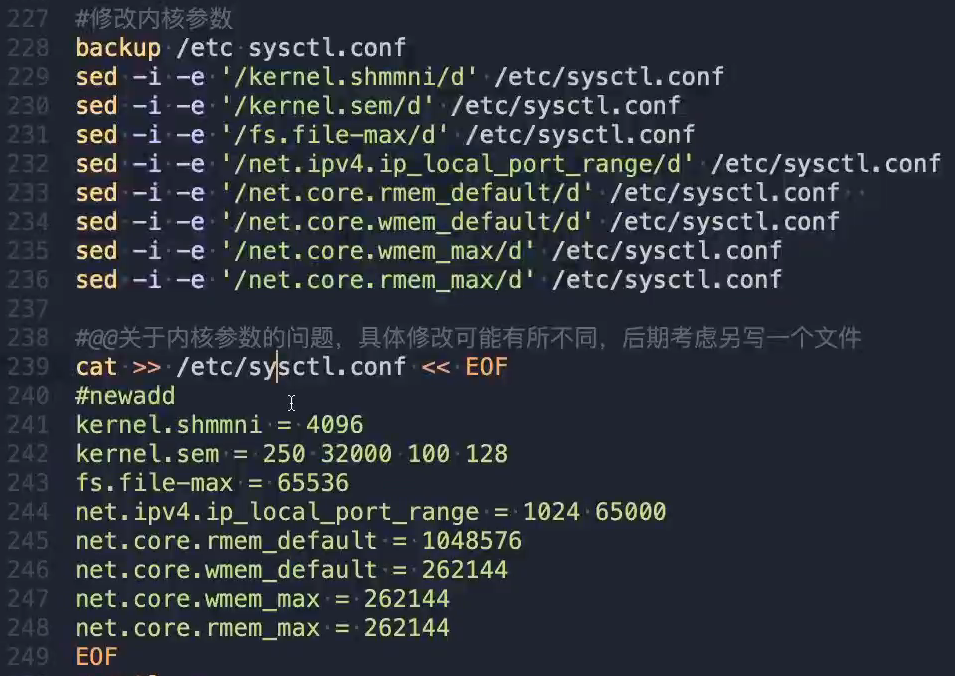 227 #修改内核参数
228 backup /etc sysctl.conf
229 sed -i -e '/kernel.shmmni/d' /etc/sysctl.conf
230 sed -i -e '/kernel.sem/d' /etc/sysctl.conf
231 sed -i -e '/fs.file-max/d' /etc/sysctl.conf
232 sed -i -e '/net.ipv4.ip_local_port_range/d' /etc/sysctl.conf
233 sed -i -e '/net.core.rmem_default/d' /etc/sysctl.conf
234 sed -i -e '/net.core.wmem_default/d' /etc/sysctl.conf
235 sed -i -e '/net.core.wmem_max/d' /etc/sysctl.conf
236 sed -i -e '/net.core.rmem_max/d' /etc/sysctl.conf
237
238 #@@关于内核参数的问题，具体修改可能有所不同，后期考虑另写一个文件
239 cat >> /etc/sysctl.conf << EOF
240 #newadd
241 kernel.shmmni = 4096
242 kernel.sem = 250 32000 100 128
243 fs.file-max = 65536
244 net.ipv4.ip_local_port_range = 1024 65000
245 net.core.rmem_default = 1048576
246 net.core.wmem_default = 262144
247 net.core.wmem_max = 262144
248 net.core.rmem_max = 262144
249 EOF